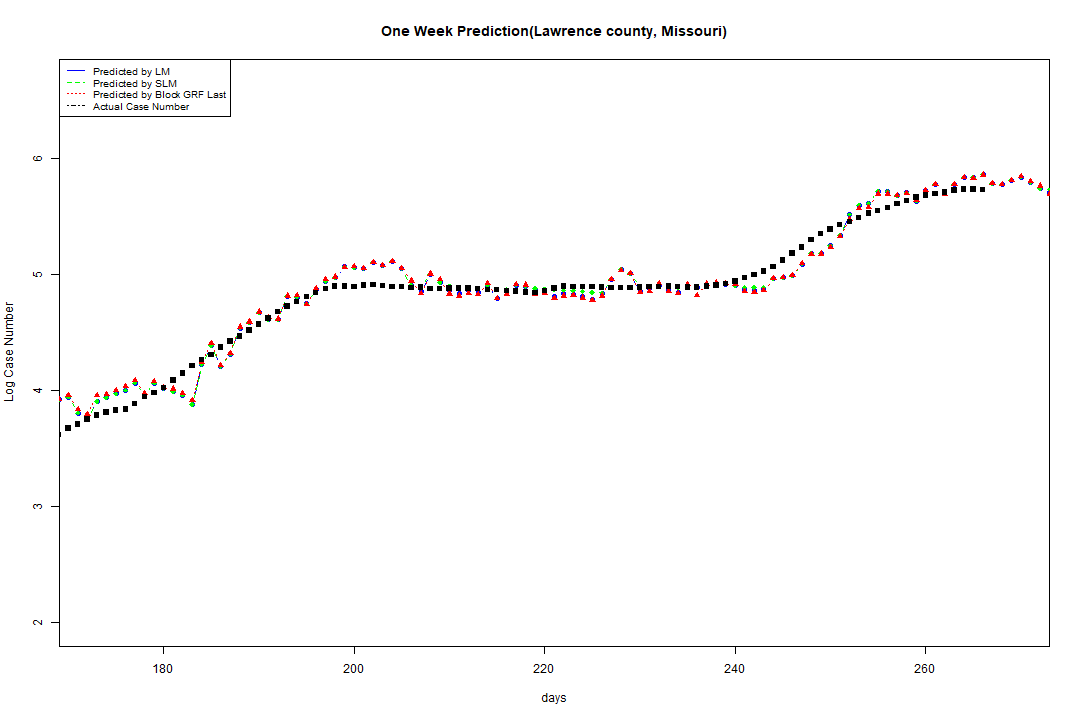 One Week Prediction(Lawrence county, Missouri)
Predicted by LM
Predicted by SLM
Predicted by Block GRF Last
Actual Case Number
6
5
4
3
2
Log Case Number
180 200 220 240 260
days